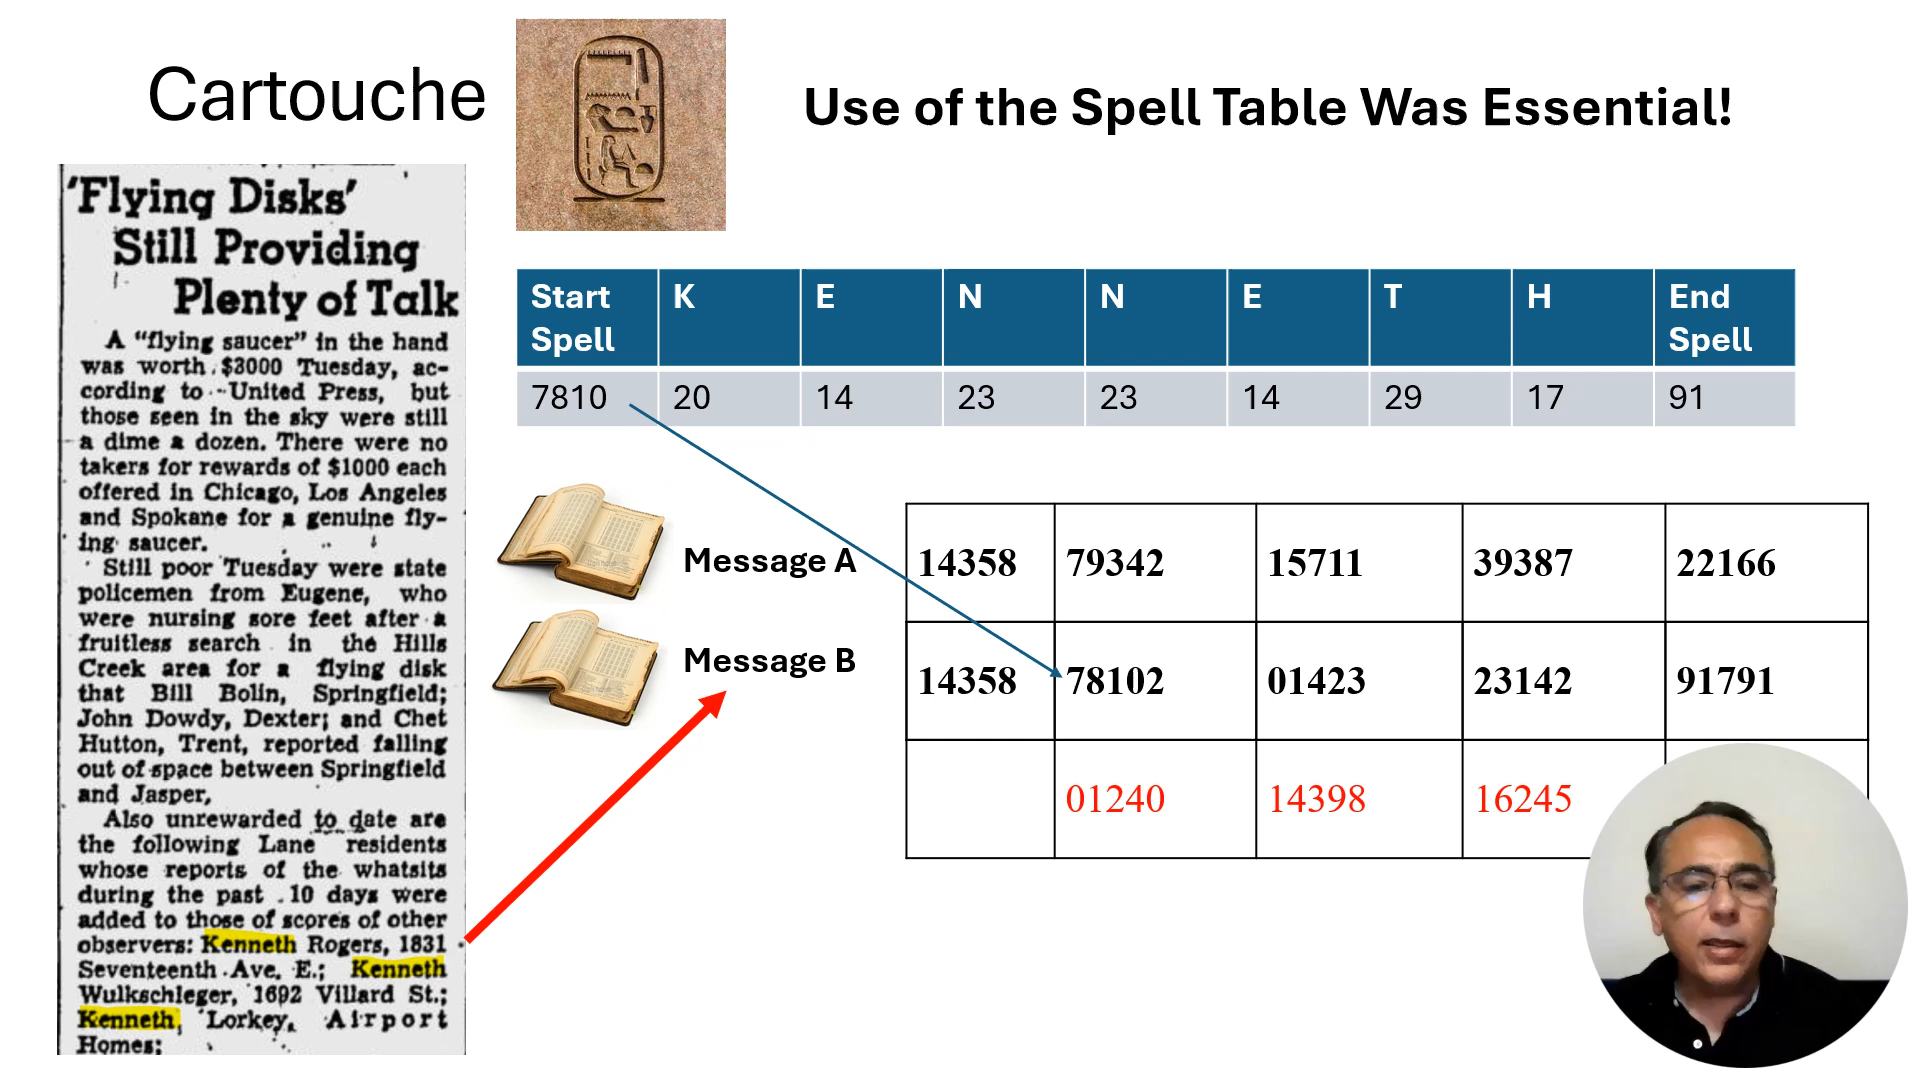 Cartouche
Use of the Spell Table Was Essential!
'Flying Disks'
Still Providing
Plenty of Talk
A "flying saucer" in the hand
was worth $3000 Tuesday, ac-
cording to United Press, but
those seen in the sky were still
a dime a dozen. There were no
takers for rewards of $1000 each
offered in Chicago, Los Angeles
and Spokane for a genuine fly-
ing saucer.
Still poor Tuesday were state
policemen from Eugene, who
were nursing sore feet after a
fruitless search in the Hills
Creek area for a flying disk
that Bill Bolin, Springfield;
John Dowdy, Dexter; and Chet
Hutton, Trent, reported falling
out of space between Springfield
and Jasper,
Also unrewarded to date are
the following Lane residents
whose reports of the whatsits
during the past 10 days were
added to those of scores of other
observers: Kenneth Rogers, 1831
Seventeenth Ave. E.; Kenneth
Wulkschleger, 1692 Villard St.;
Kenneth, Lorkey, Airport
Homes;
Start Spell K E N N E T H End Spell
7810 20 14 23 23 14 29 17 91
Message A 14358 79342 15711 39387 22166
Message B 14358 78102 01423 23142 91791
01240 14398 16245